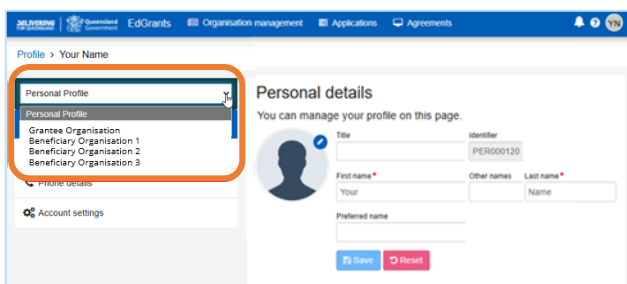 DELIVERING
FOR QUEENSLAND
Queensland
Government
EdGrants
Organisation management
Applications
Agreements
YN
Profile > Your Name
Personal Profile
Personal Profile
Grantee Organisation
Beneficiary Organisation 1
Beneficiary Organisation 2
Beneficiary Organisation 3
Phone details
Account settings
Personal details
You can manage your profile on this page.
Title
Identifier
PER000120
First name *
Other names
Last name *
Your
Name
Preferred name
Save
Reset